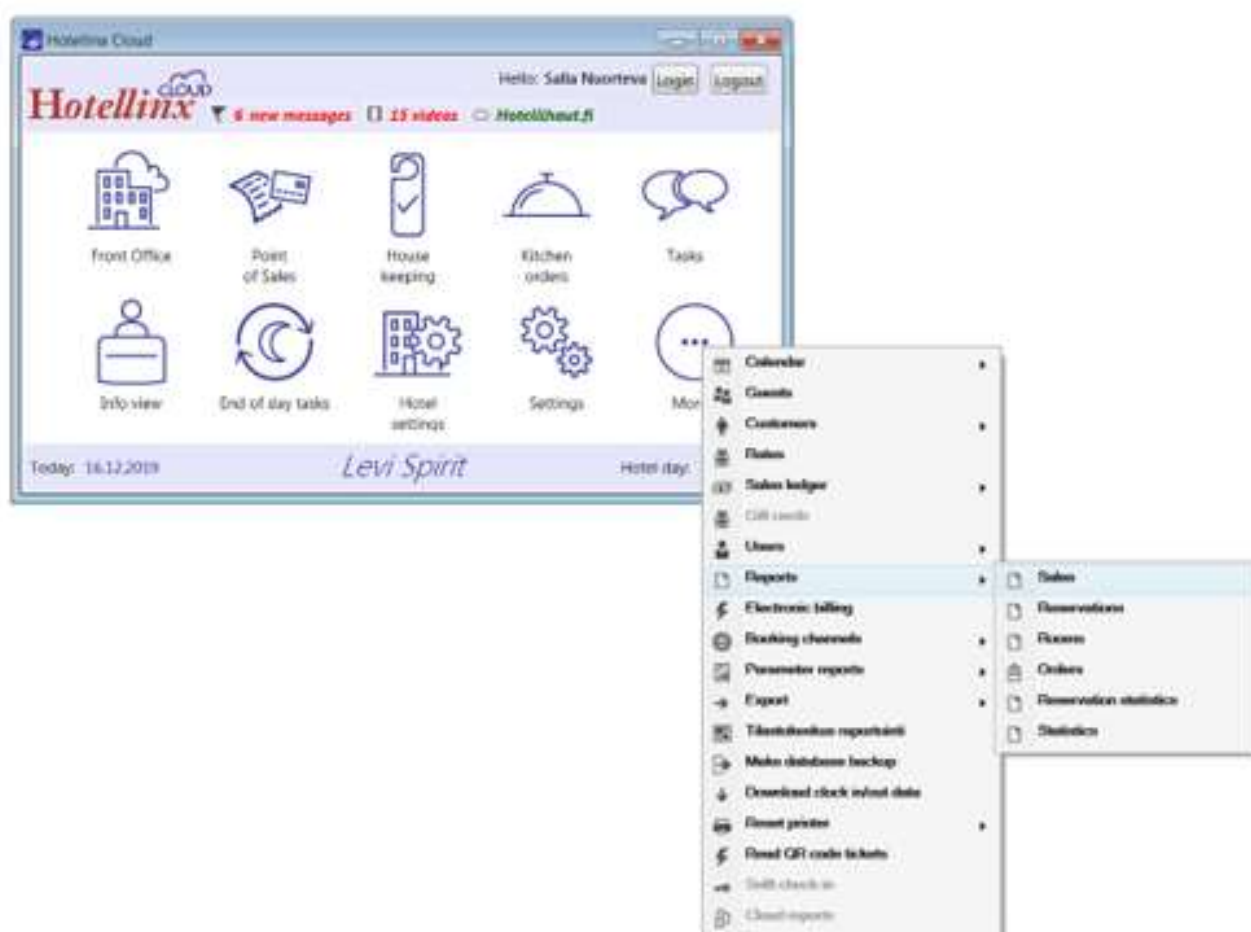 Hotellinx Cloud
Hello: Salla Nuorteva Login Logout
Hotellinx CLOUD
6 new messages 15 videos Hotellihaut.fi
Front Office
Point
of Sales
House
keeping
Kitchen
orders
Tasks
Info view
End of day tasks
Hotel
settings
Settings
Mor
Today: 16.12.2019
Levi Spirit
Hotel day:
Calendar
Guests
Customers
Rates
Sales ledger
Gift cards
Users
Reports
Electronic billing
Booking channels
Parameter reports
Export
Tilastokeskus raportointi
Make database backup
Download clock in/out data
Reset printer
Read QR code tickets
Swift check in
Cloud reports
Sales
Reservations
Rooms
Orders
Reservation statistics
Statistics